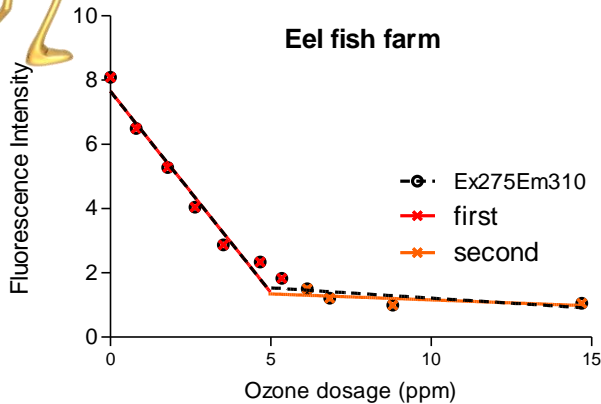 Eel fish farm
Fluorescence Intensity
10
8
6
4
2
0
Ex275Em310
first
second
0
5
10
15
Ozone dosage (ppm)